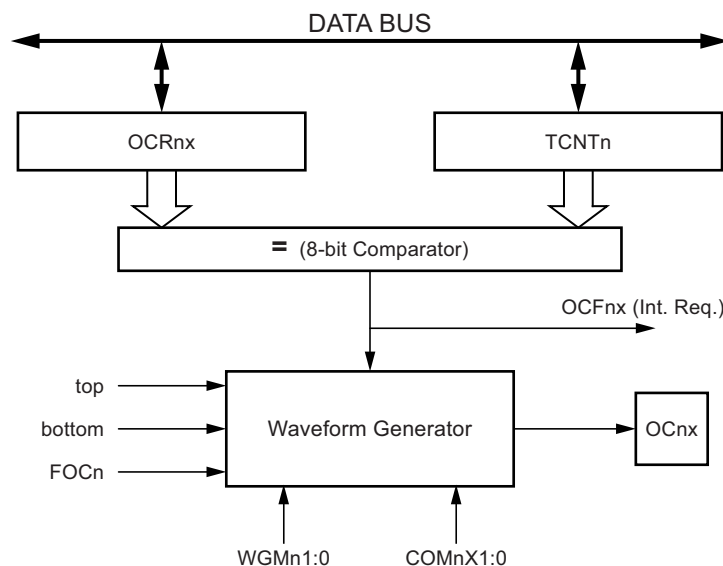 DATA BUS
OCRnx
TCNTn
= (8-bit Comparator)
OCFnx (Int. Req.)
top
bottom
FOCn
Waveform Generator
OCnx
WGMn1:0
COMnX1:0